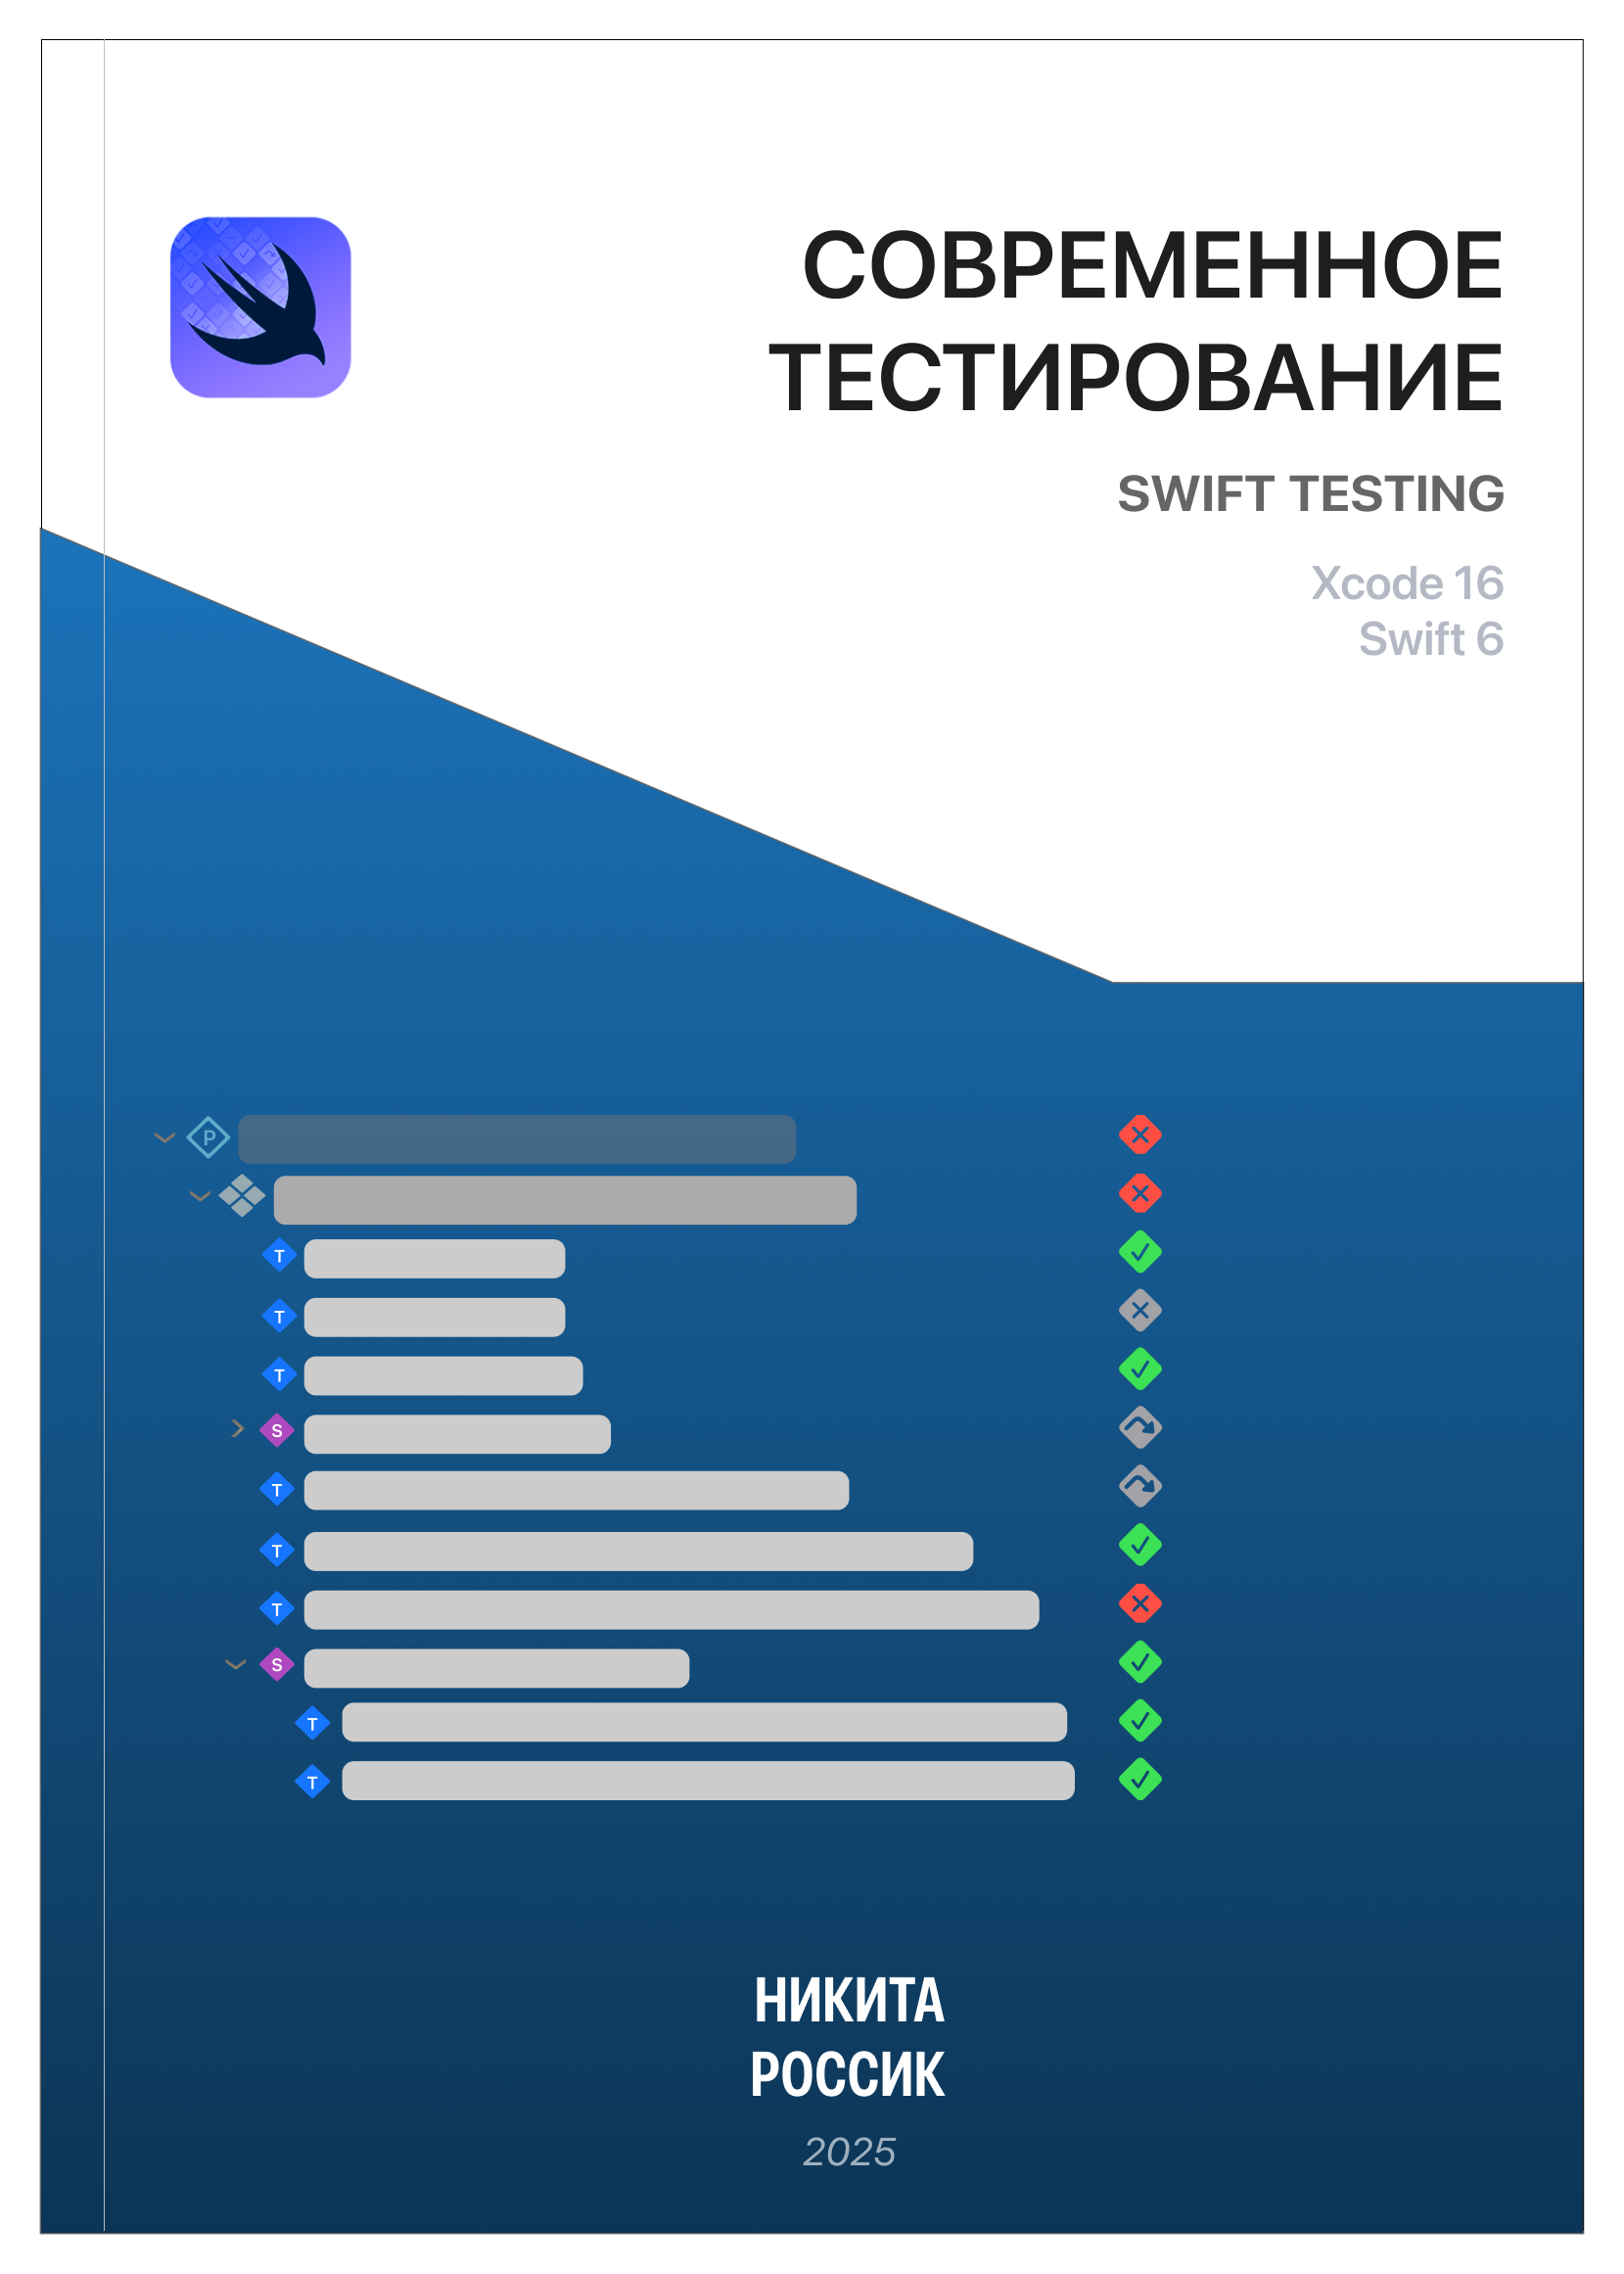 СОВРЕМЕННОЕ
ТЕСТИРОВАНИЕ
SWIFT TESTING
Xcode 16
Swift 6
P
T
T
T
S
T
T
T
S
T
T
НИКИТА
РОССИК
2025